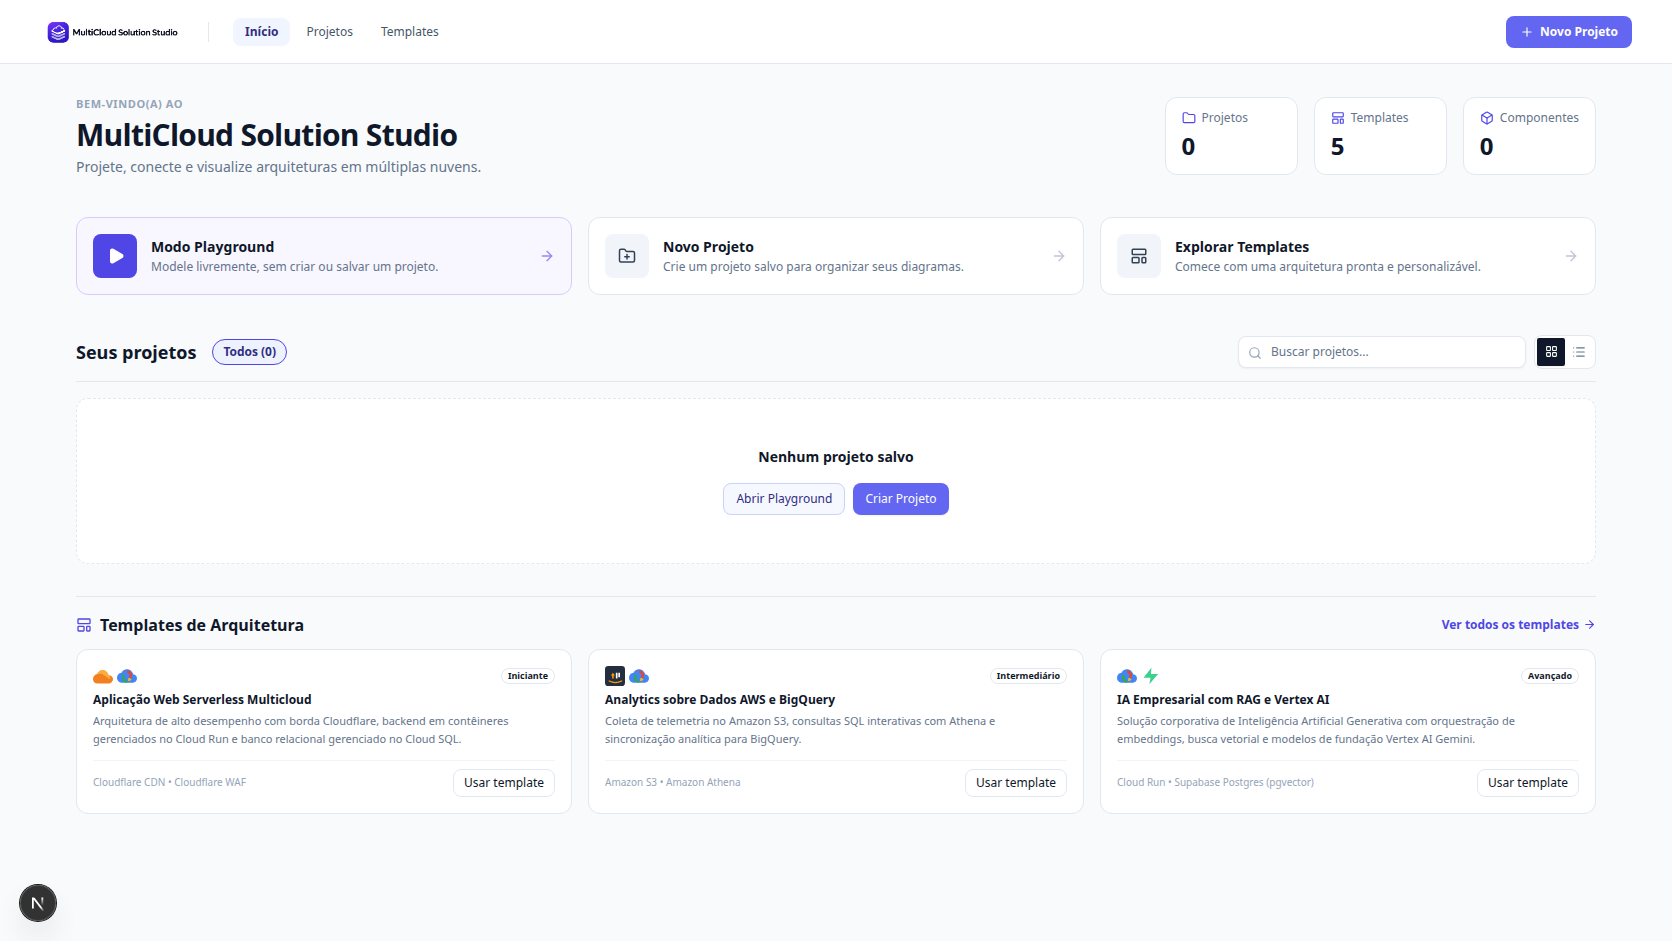 MultiCloud Solution Studio
Início
Projetos
Templates
Novo Projeto
BEM-VINDO(A) AO
MultiCloud Solution Studio
Projete, conecte e visualize arquiteturas em múltiplas nuvens.
Projetos
0
Templates
5
Componentes
0
Modo Playground
Modele livremente, sem criar ou salvar um projeto.
Novo Projeto
Crie um projeto salvo para organizar seus diagramas.
Explorar Templates
Comece com uma arquitetura pronta e personalizável.
Seus projetos
Todos (0)
Buscar projetos...
Nenhum projeto salvo
Abrir Playground
Criar Projeto
Templates de Arquitetura
Ver todos os templates
Iniciante
Aplicação Web Serverless Multicloud
Arquitetura de alto desempenho com borda Cloudflare, backend em contêineres
gerenciados no Cloud Run e banco relacional gerenciado no Cloud SQL.
Cloudflare CDN • Cloudflare WAF
Usar template
Intermediário
Analytics sobre Dados AWS e BigQuery
Coleta de telemetria no Amazon S3, consultas SQL interativas com Athena e
sincronização analítica para BigQuery.
Amazon S3 • Amazon Athena
Usar template
Avançado
IA Empresarial com RAG e Vertex AI
Solução corporativa de Inteligência Artificial Generativa com orquestração de
embeddings, busca vetorial e modelos de fundação Vertex AI Gemini.
Cloud Run • Supabase Postgres (pgvector)
Usar template
N